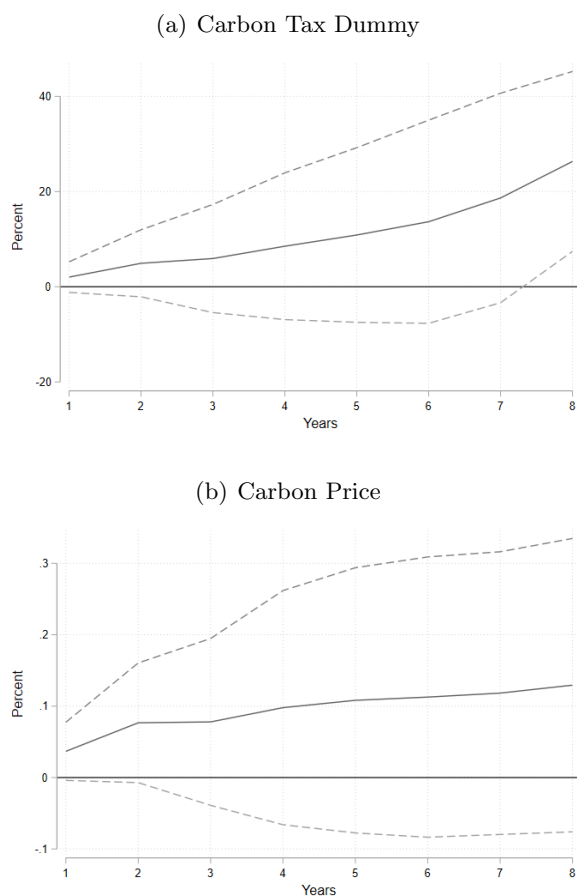 (a) Carbon Tax Dummy
40
20
0
-20
Percent
1 2 3 4 5 6 7 8
Years
(b) Carbon Price
.3
.2
.1
0
-.1
Percent
1 2 3 4 5 6 7 8
Years